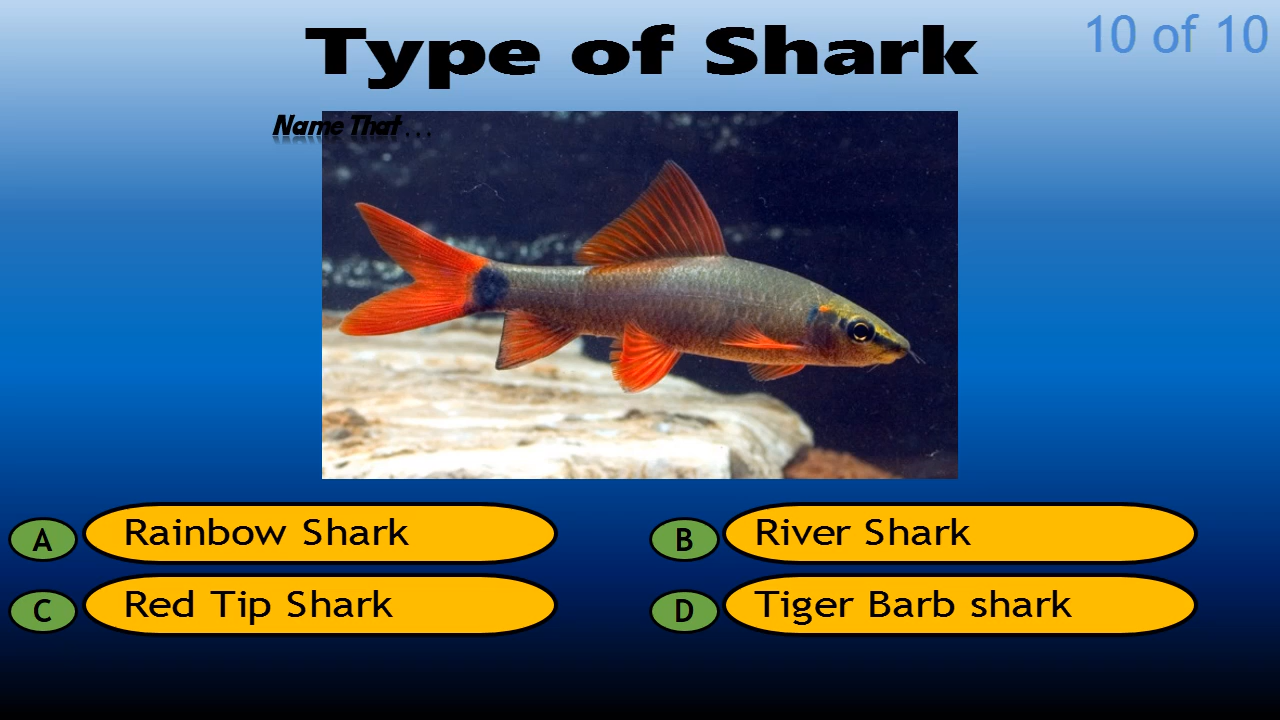 Type of Shark
10 of 10
Name That . . .
A Rainbow Shark
B River Shark
C Red Tip Shark
D Tiger Barb shark